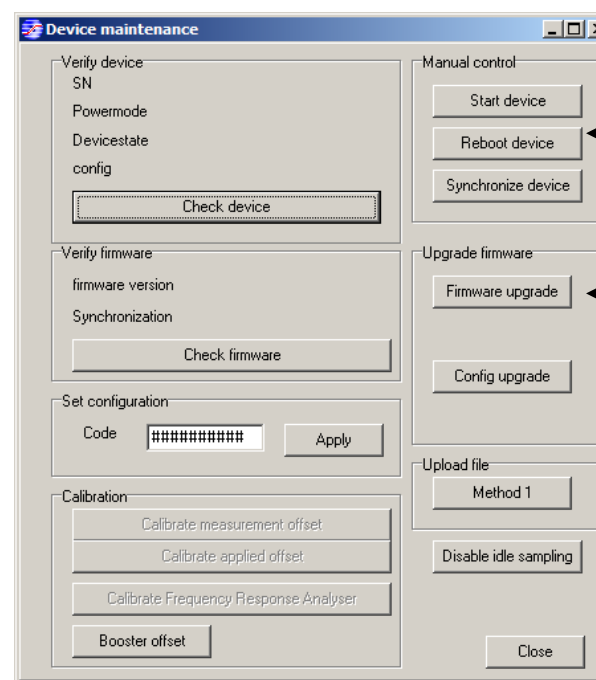 Device maintenance
Verify device
SN
Powermode
Devicestate
config
Check device
Verify firmware
firmware version
Synchronization
Check firmware
Set configuration
Code ########## Apply
Calibration
Calibrate measurement offset
Calibrate applied offset
Calibrate Frequency Response Analyser
Booster offset
Manual control
Start device
Reboot device
Synchronize device
Upgrade firmware
Firmware upgrade
Config upgrade
Upload file
Method 1
Disable idle sampling
Close